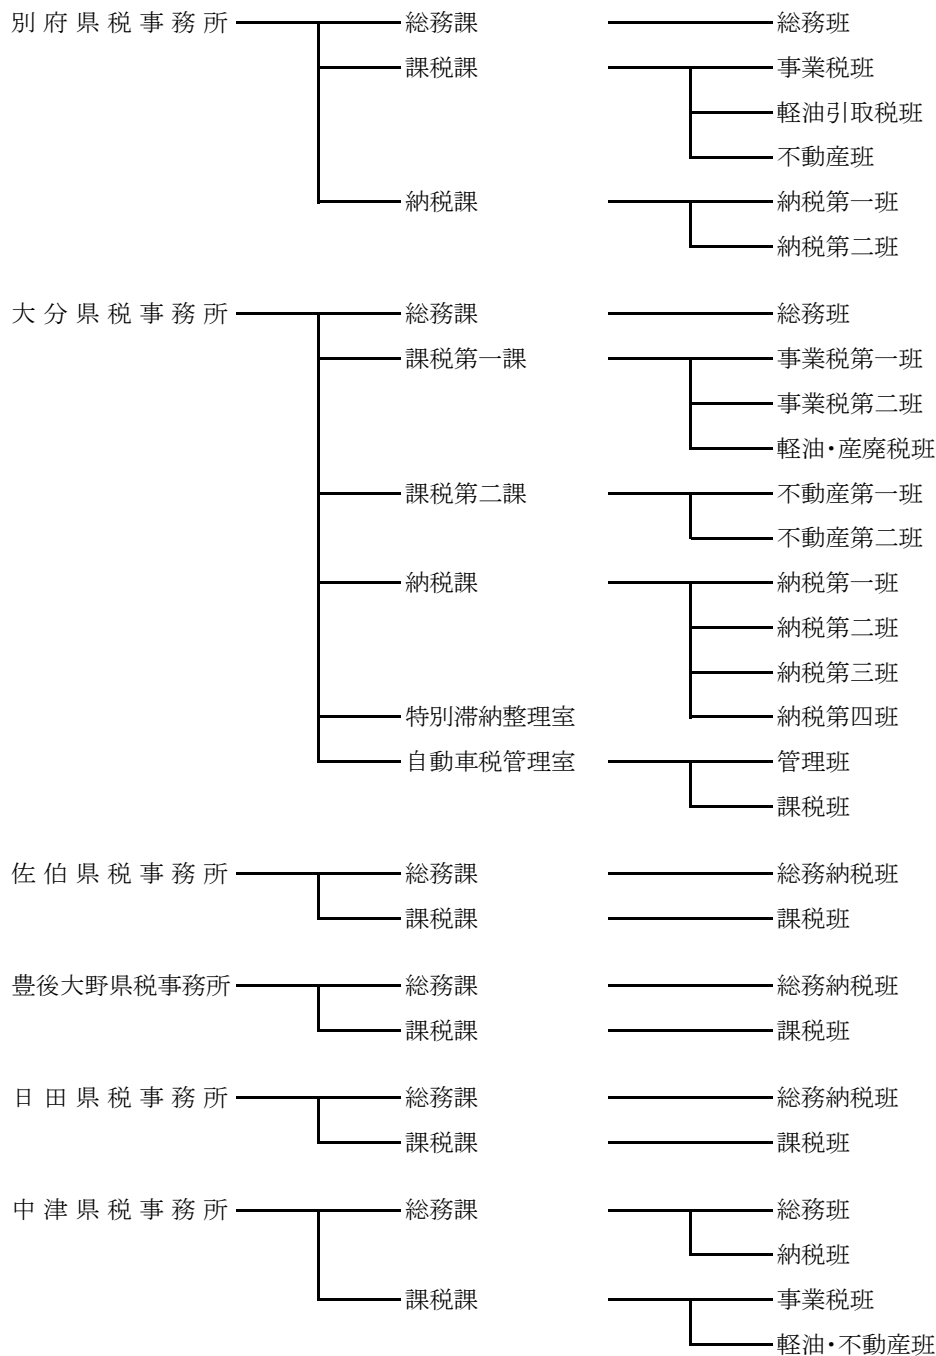 別府県税事務所 総務課 総務班
課税課 事業税班
軽油引取税班
不動産班
納税課 納税第一班
納税第二班
大分県税事務所 総務課 総務班
課税第一課 事業税第一班
事業税第二班
軽油・産廃税班
課税第二課 不動産第一班
不動産第二班
納税課 納税第一班
納税第二班
納税第三班
特別滞納整理室 納税第四班
自動車税管理室 管理班
課税班
佐伯県税事務所 総務課 総務納税班
課税課 課税班
豊後大野県税事務所 総務課 総務納税班
課税課 課税班
日田県税事務所 総務課 総務納税班
課税課 課税班
中津県税事務所 総務課 総務班
納税班
課税課 事業税班
軽油・不動産班